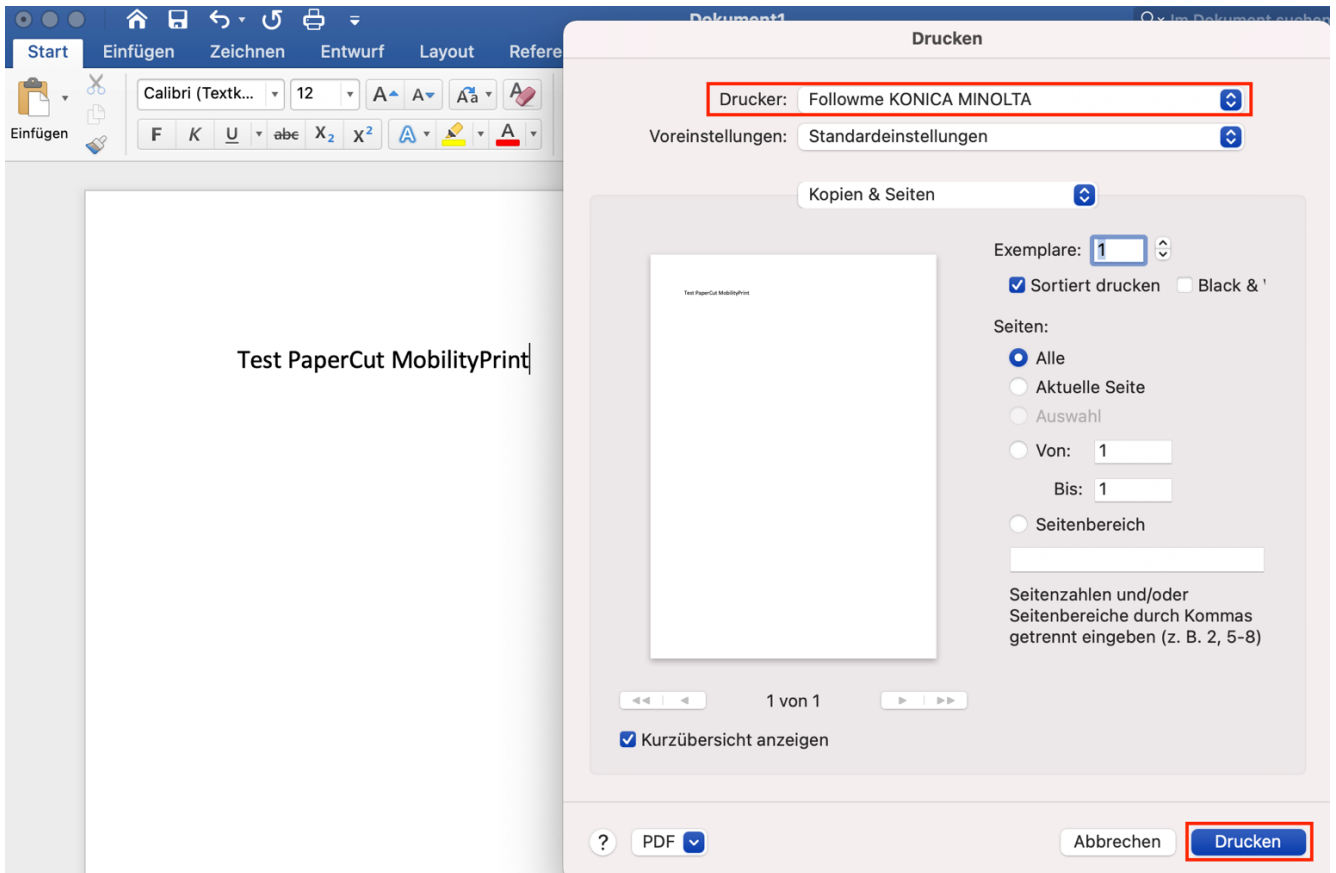 Dokument1
Im Dokument suchen
Start Einfügen Zeichnen Entwurf Layout Refere
Einfügen
Calibri (Textk... 12 A A Aa A
F K U abc X2 X2 A A
Test PaperCut MobilityPrint
Drucken
Drucker: Followme KONICA MINOLTA
Voreinstellungen: Standardeinstellungen
Kopien & Seiten
Test PaperCut MobilityPrint
Exemplare: 1
Sortiert drucken Black &
Seiten:
Alle
Aktuelle Seite
Auswahl
Von: 1
Bis: 1
Seitenbereich
Seitenzahlen und/oder
Seitenbereiche durch Kommas
getrennt eingeben (z. B. 2, 5-8)
1 von 1
Kurzübersicht anzeigen
? PDF Abbrechen Drucken